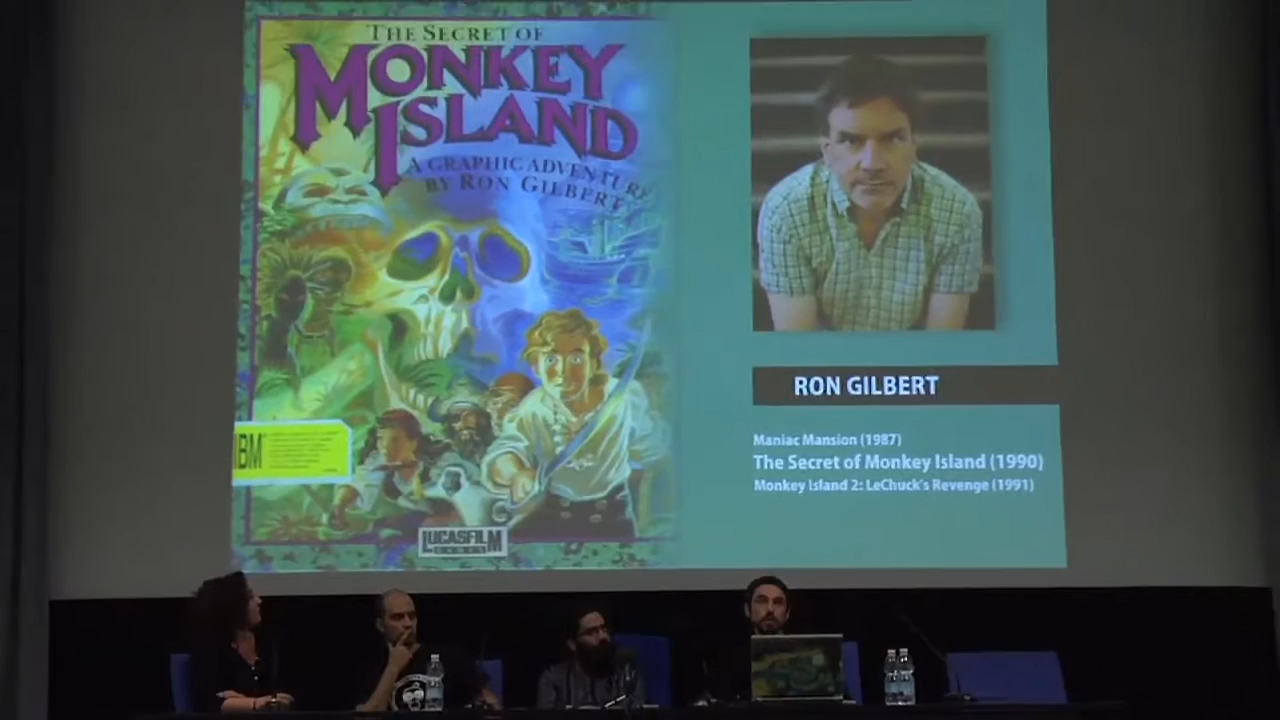 THE SECRET OF
MONKEY
ISLAND
A GRAPHIC ADVENTURE
BY RON GILBERT
IBM
LUCASFILM
GAMES
RON GILBERT
Maniac Mansion (1987)
The Secret of Monkey Island (1990)
Monkey Island 2: LeChuck's Revenge (1991)